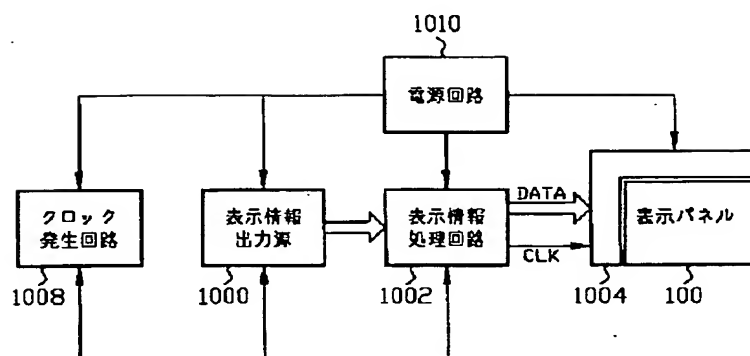 1010
電源回路
クロック
発生回路
表示情報
出力源
表示情報
処理回路
DATA
CLK
表示パネル
1008
1000
1002
1004
100